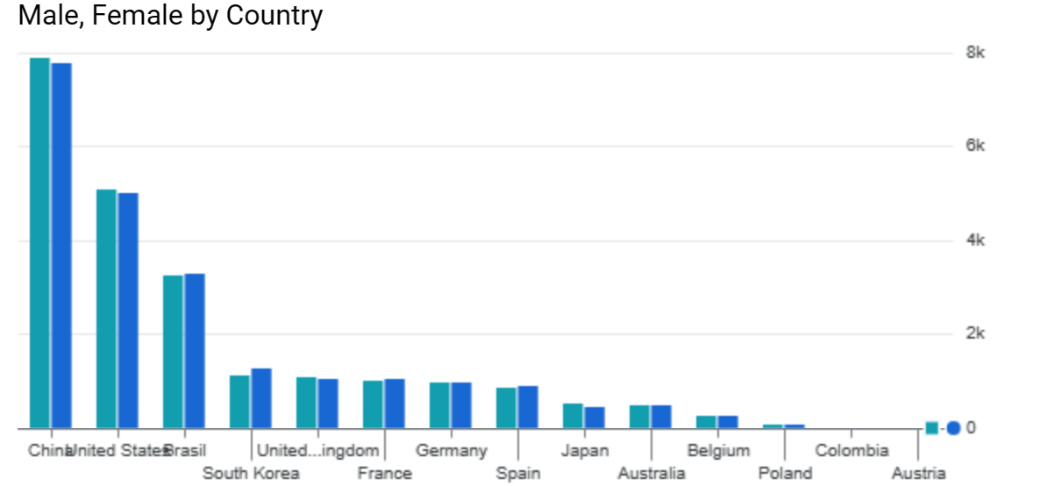 Male, Female by Country
8k
6k
4k
2k
0
China United States Brasil United...ingdom Germany Japan Belgium Colombia
South Korea France Spain Australia Poland Austria